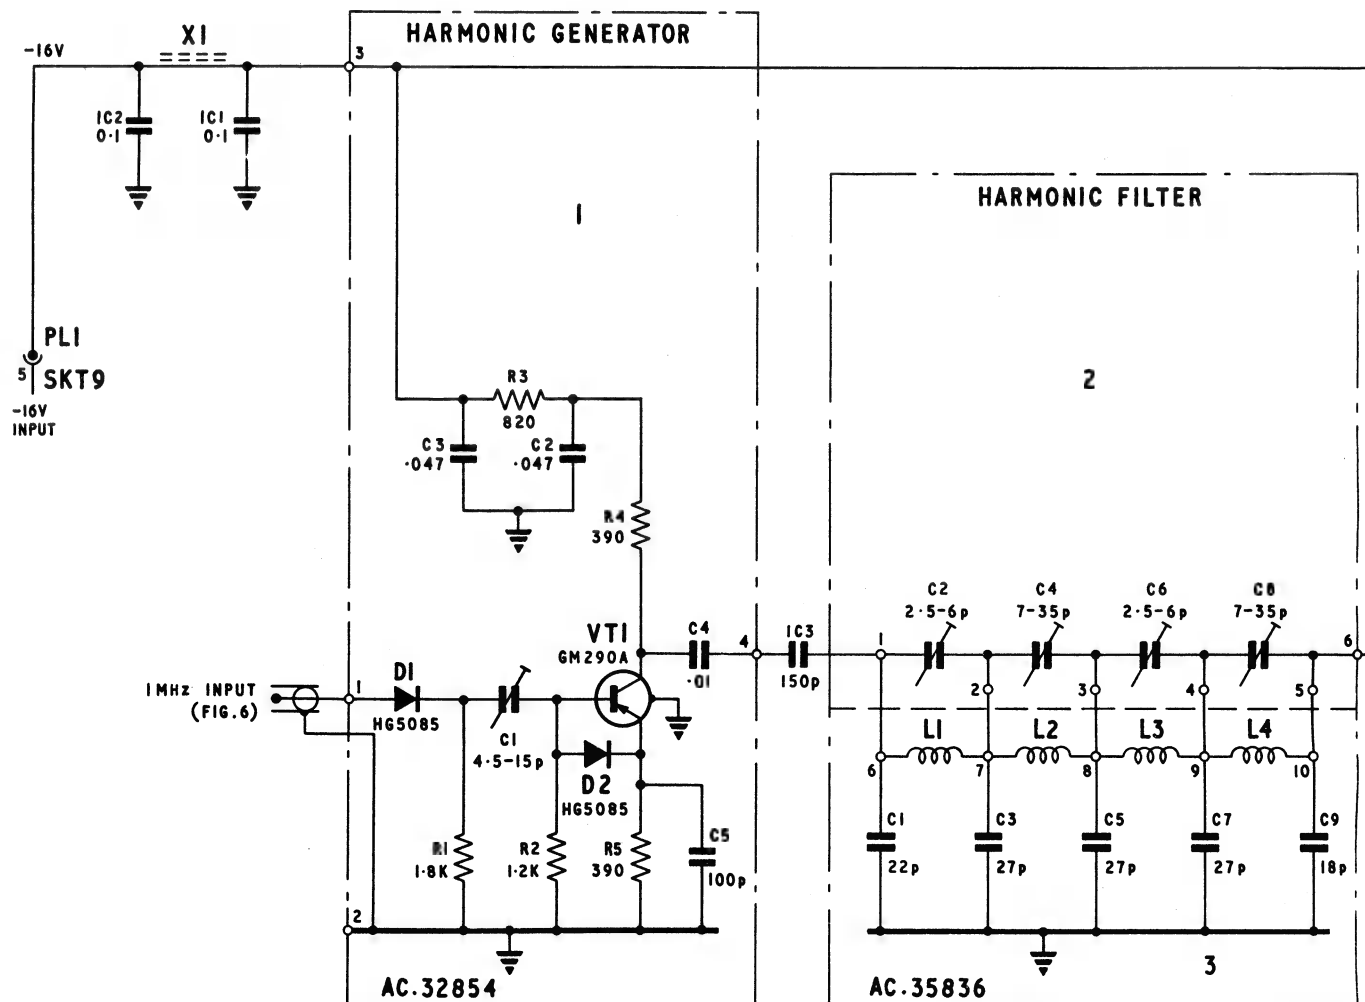 HARMONIC GENERATOR
X1
-16V
3
1C2
0·1
1C1
0·1
1
HARMONIC FILTER
2
PL1
5
SKT9
-16V
INPUT
R3
820
C3
·047
C2
·047
R4
390
VT1
GM290A
C4
·01
4
1C3
150p
1
C2
2·5-6p
C4
7-35p
C6
2·5-6p
C8
7-35p
6
2
3
4
5
1MHz INPUT
(FIG.6)
1
D1
HG5085
C1
4·5-15p
D2
HG5085
L1
L2
L3
L4
6
7
8
9
10
R1
1·8K
R2
1·2K
R5
390
C5
100p
C1
22p
C3
27p
C5
27p
C7
27p
C9
18p
2
3
AC.32854
AC.35836